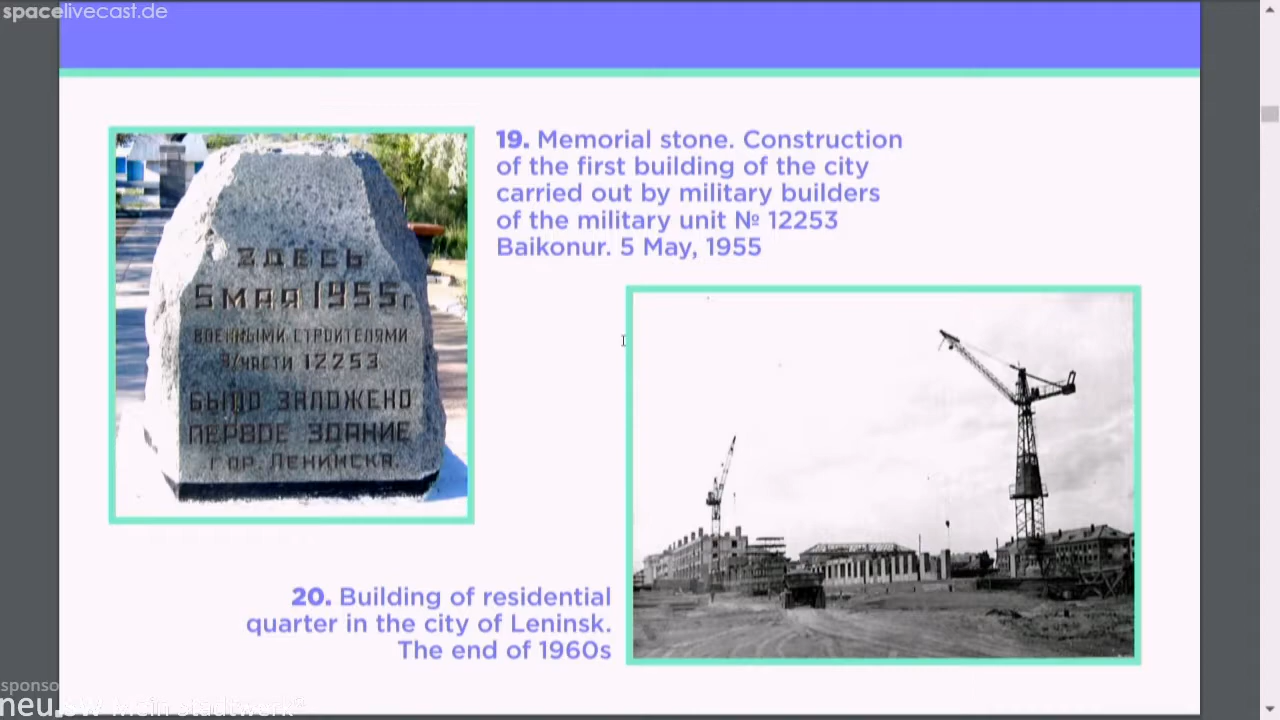 spacelivecast.de
19. Memorial stone. Construction
of the first building of the city
carried out by military builders
of the military unit № 12253
Baikonur. 5 May, 1955
ЗДЕСЬ
5 МАЯ 1955г.
ВОЕННЫМИ СТРОИТЕЛЯМИ
В/ЧАСТИ 12253
БЫЛО ЗАЛОЖЕНО
ПЕРВОЕ ЗДАНИЕ
ГОР. ЛЕНИНСКА.
20. Building of residential
quarter in the city of Leninsk.
The end of 1960s
sponso
neu.sw Mein Stadtwerk